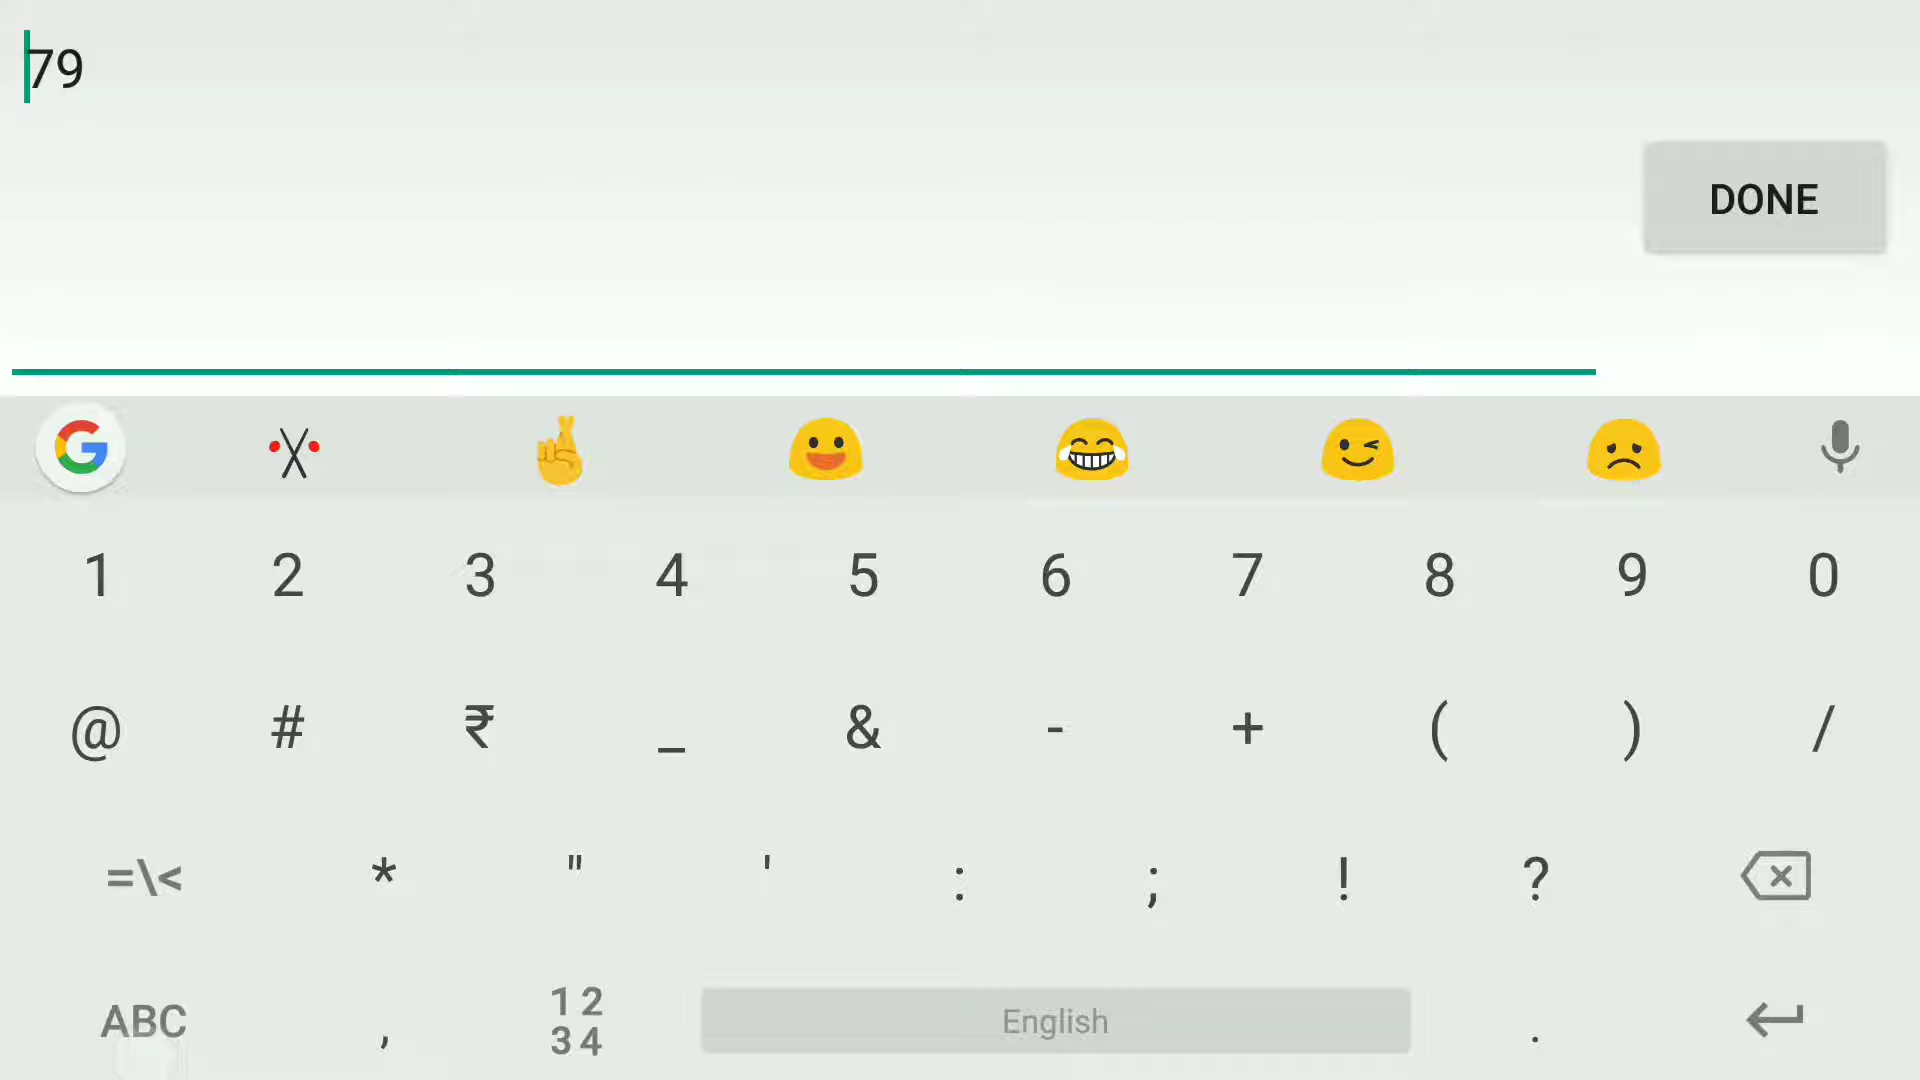 79
DONE
1 2 3 4 5 6 7 8 9 0
@ # ₹ _ & - + ( ) /
=\< * " ' : ; ! ?
ABC , 1 2 3 4 English .